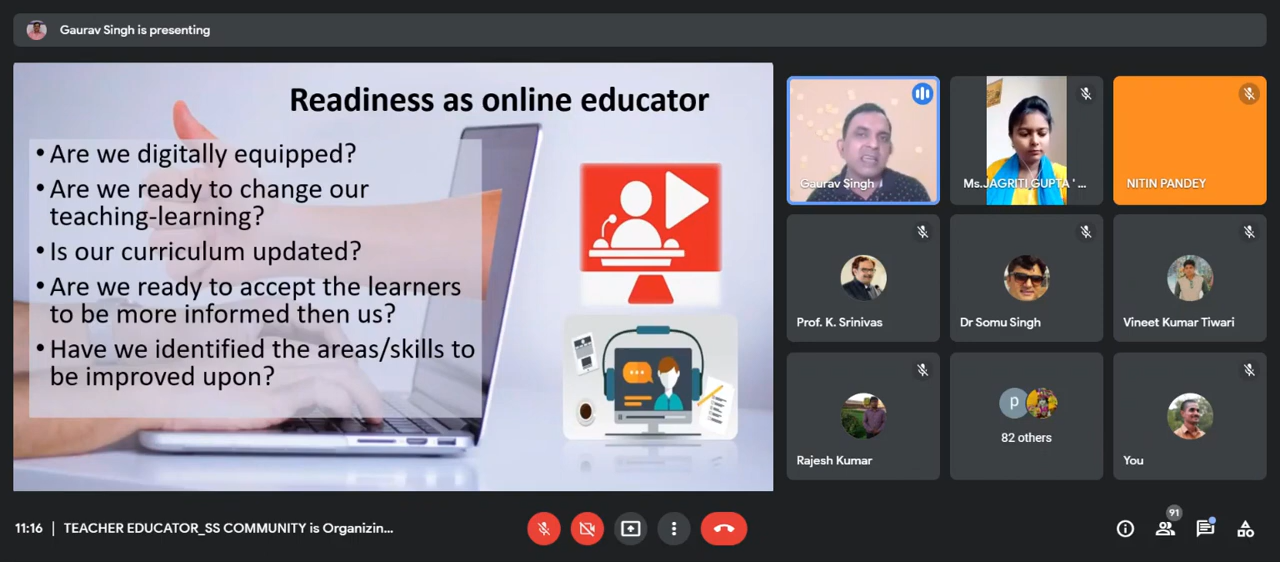 Gaurav Singh is presenting
Readiness as online educator
• Are we digitally equipped?
• Are we ready to change our
teaching-learning?
• Is our curriculum updated?
• Are we ready to accept the learners
to be more informed then us?
• Have we identified the areas/skills to
be improved upon?
Gaurav Singh
Ms.JAGRITI GUPTA ' ...
NITIN PANDEY
Prof. K. Srinivas
Dr Somu Singh
Vineet Kumar Tiwari
Rajesh Kumar
p
82 others
You
11:16 | TEACHER EDUCATOR_SS COMMUNITY is Organizin...
91